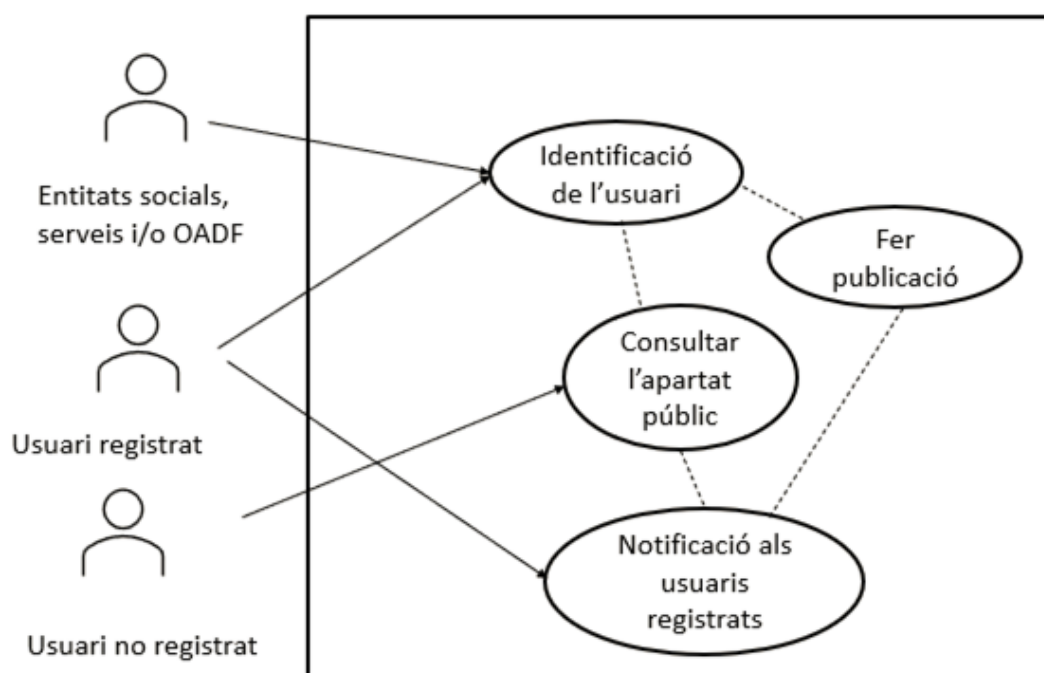 Entitats socials,
serveis i/o OADF
Usuari registrat
Usuari no registrat
Identificació
de l'usuari
Fer
publicació
Consultar
l'apartat
públic
Notificació als
usuaris
registrats